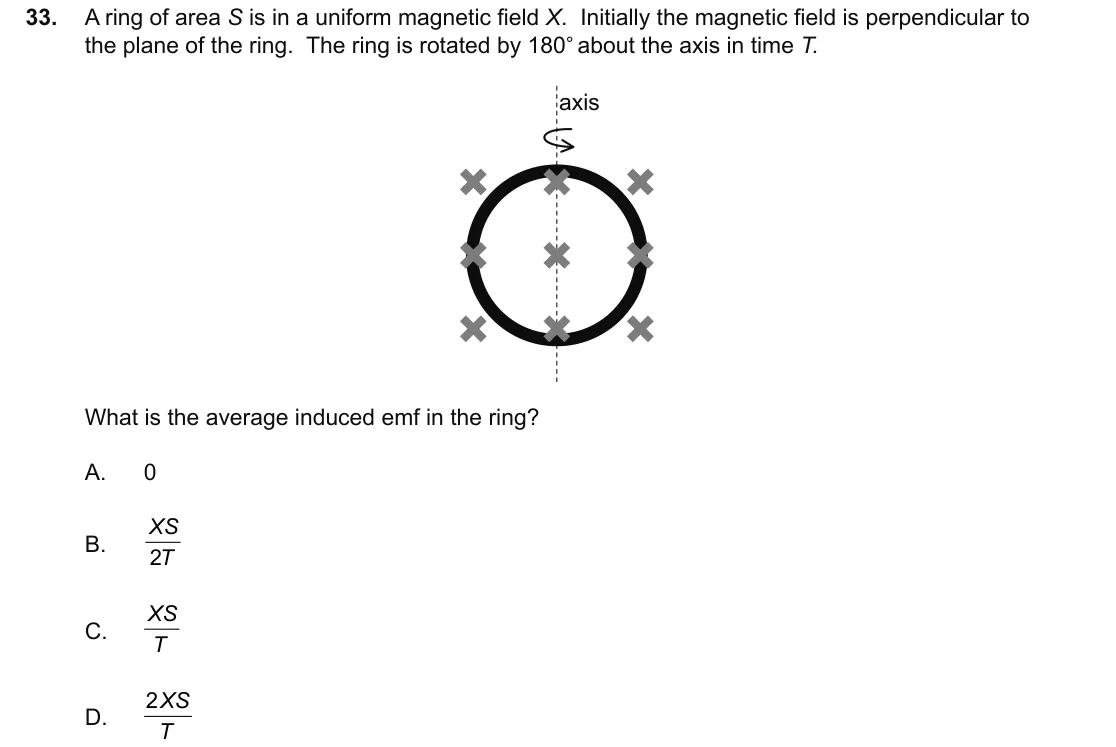 33. A ring of area S is in a uniform magnetic field X. Initially the magnetic field is perpendicular to
the plane of the ring. The ring is rotated by 180° about the axis in time T.
axis
What is the average induced emf in the ring?
A. 0
B. XS/2T
C. XS/T
D. 2XS/T